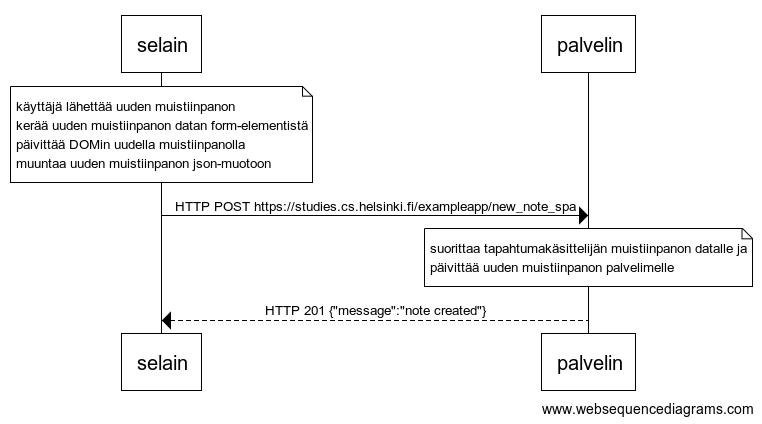 selain
palvelin
käyttäjä lähettää uuden muistiinpanon
kerää uuden muistiinpanon datan form-elementistä
päivittää DOMin uudella muistiinpanolla
muuntaa uuden muistiinpanon json-muotoon
HTTP POST https://studies.cs.helsinki.fi/exampleapp/new_note_spa
suorittaa tapahtumakäsittelijän muistiinpanon datalle ja
päivittää uuden muistiinpanon palvelimelle
HTTP 201 {"message":"note created"}
selain
palvelin
www.websequencediagrams.com